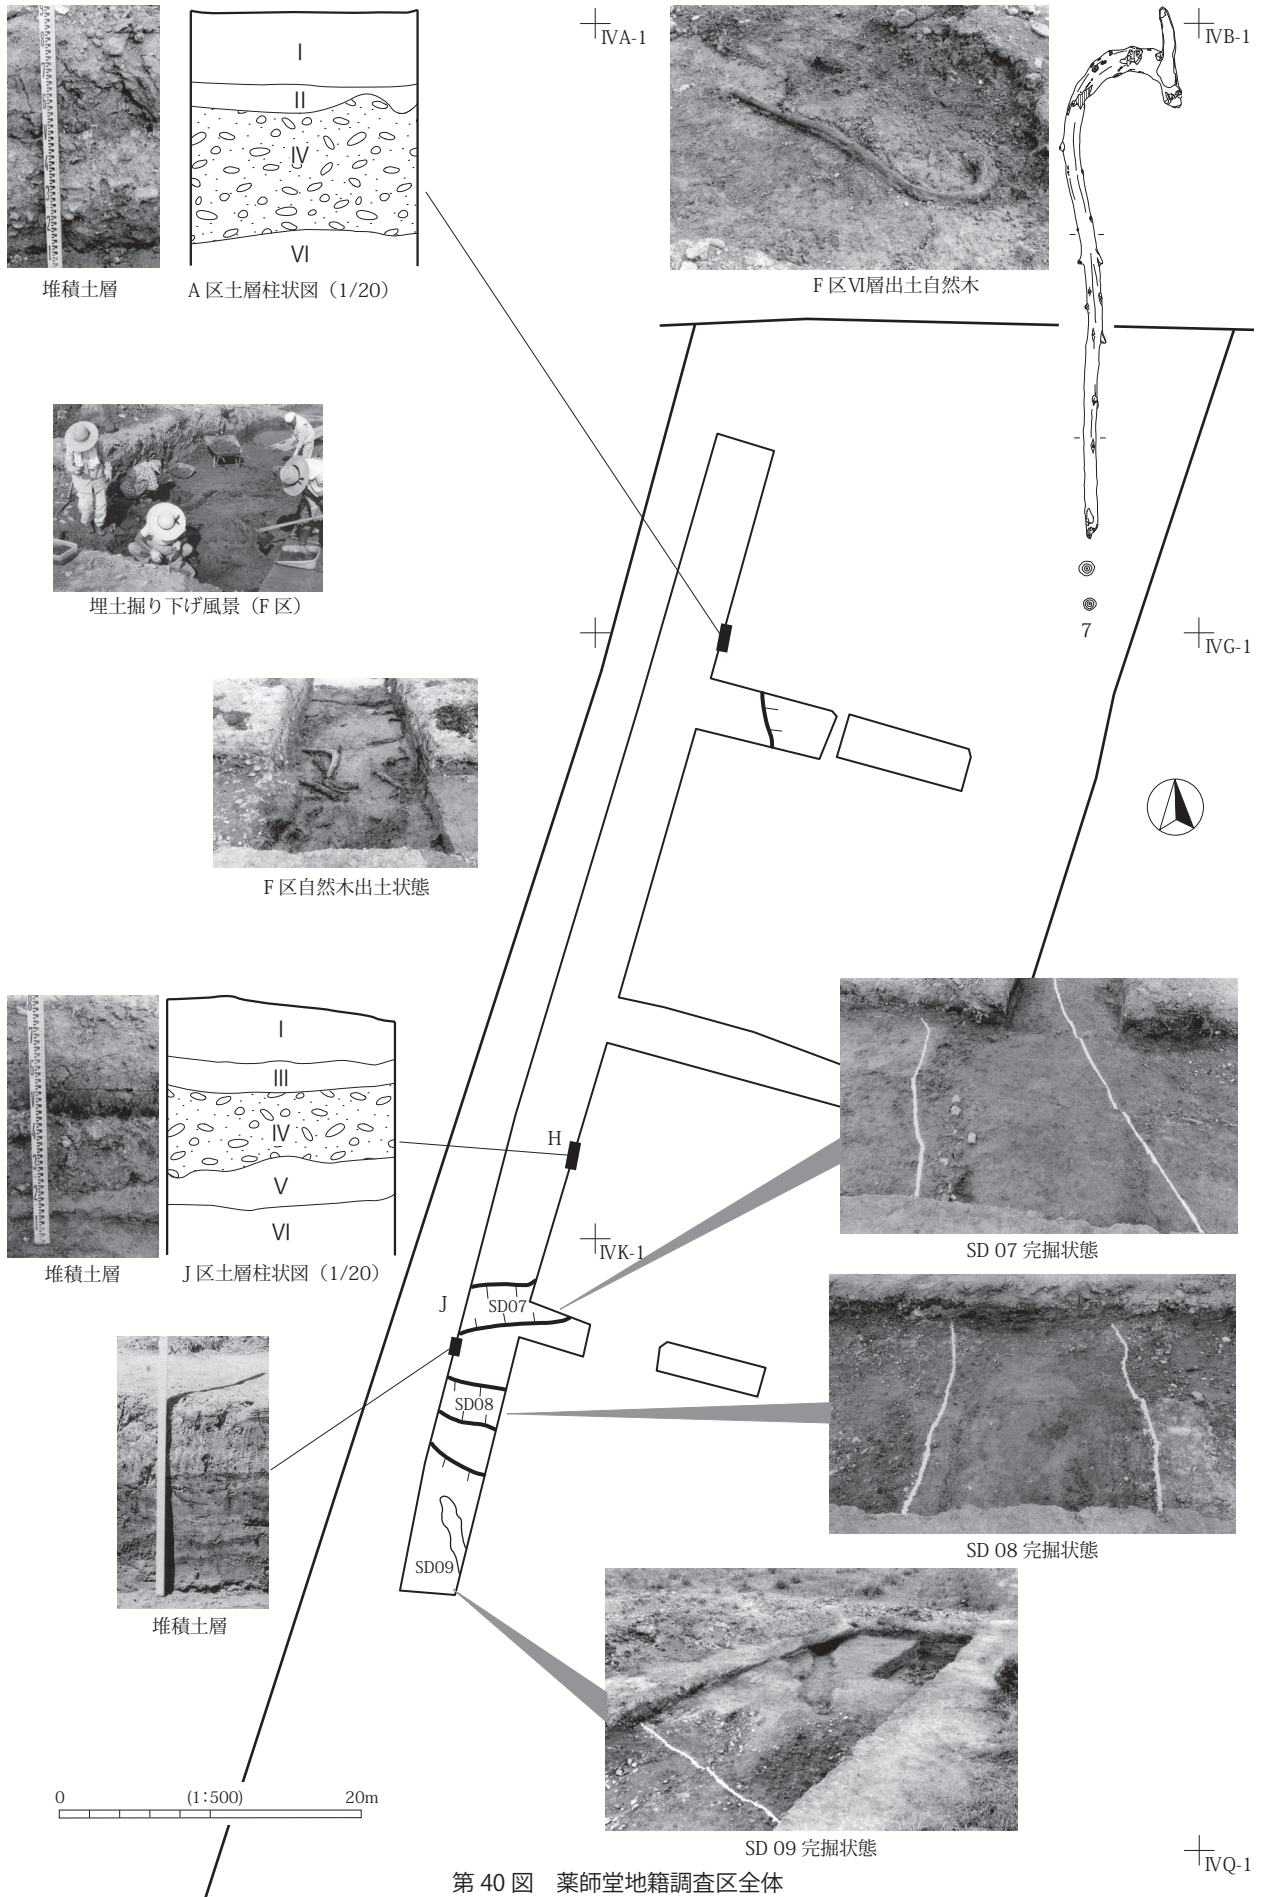 I
II
IV
VI
堆積土層
A 区土層柱状図（1/20）
ⅣA-1
F 区Ⅵ層出土自然木
ⅣB-1
7
埋土掘り下げ風景（F 区）
ⅣG-1
F 区自然木出土状態
I
III
IV
V
VI
堆積土層
J 区土層柱状図（1/20）
H
ⅣK-1
J
SD07
SD08
SD09
SD 07 完掘状態
SD 08 完掘状態
堆積土層
SD 09 完掘状態
0 (1：500) 20m
ⅣQ-1
第 40 図　薬師堂地籍調査区全体